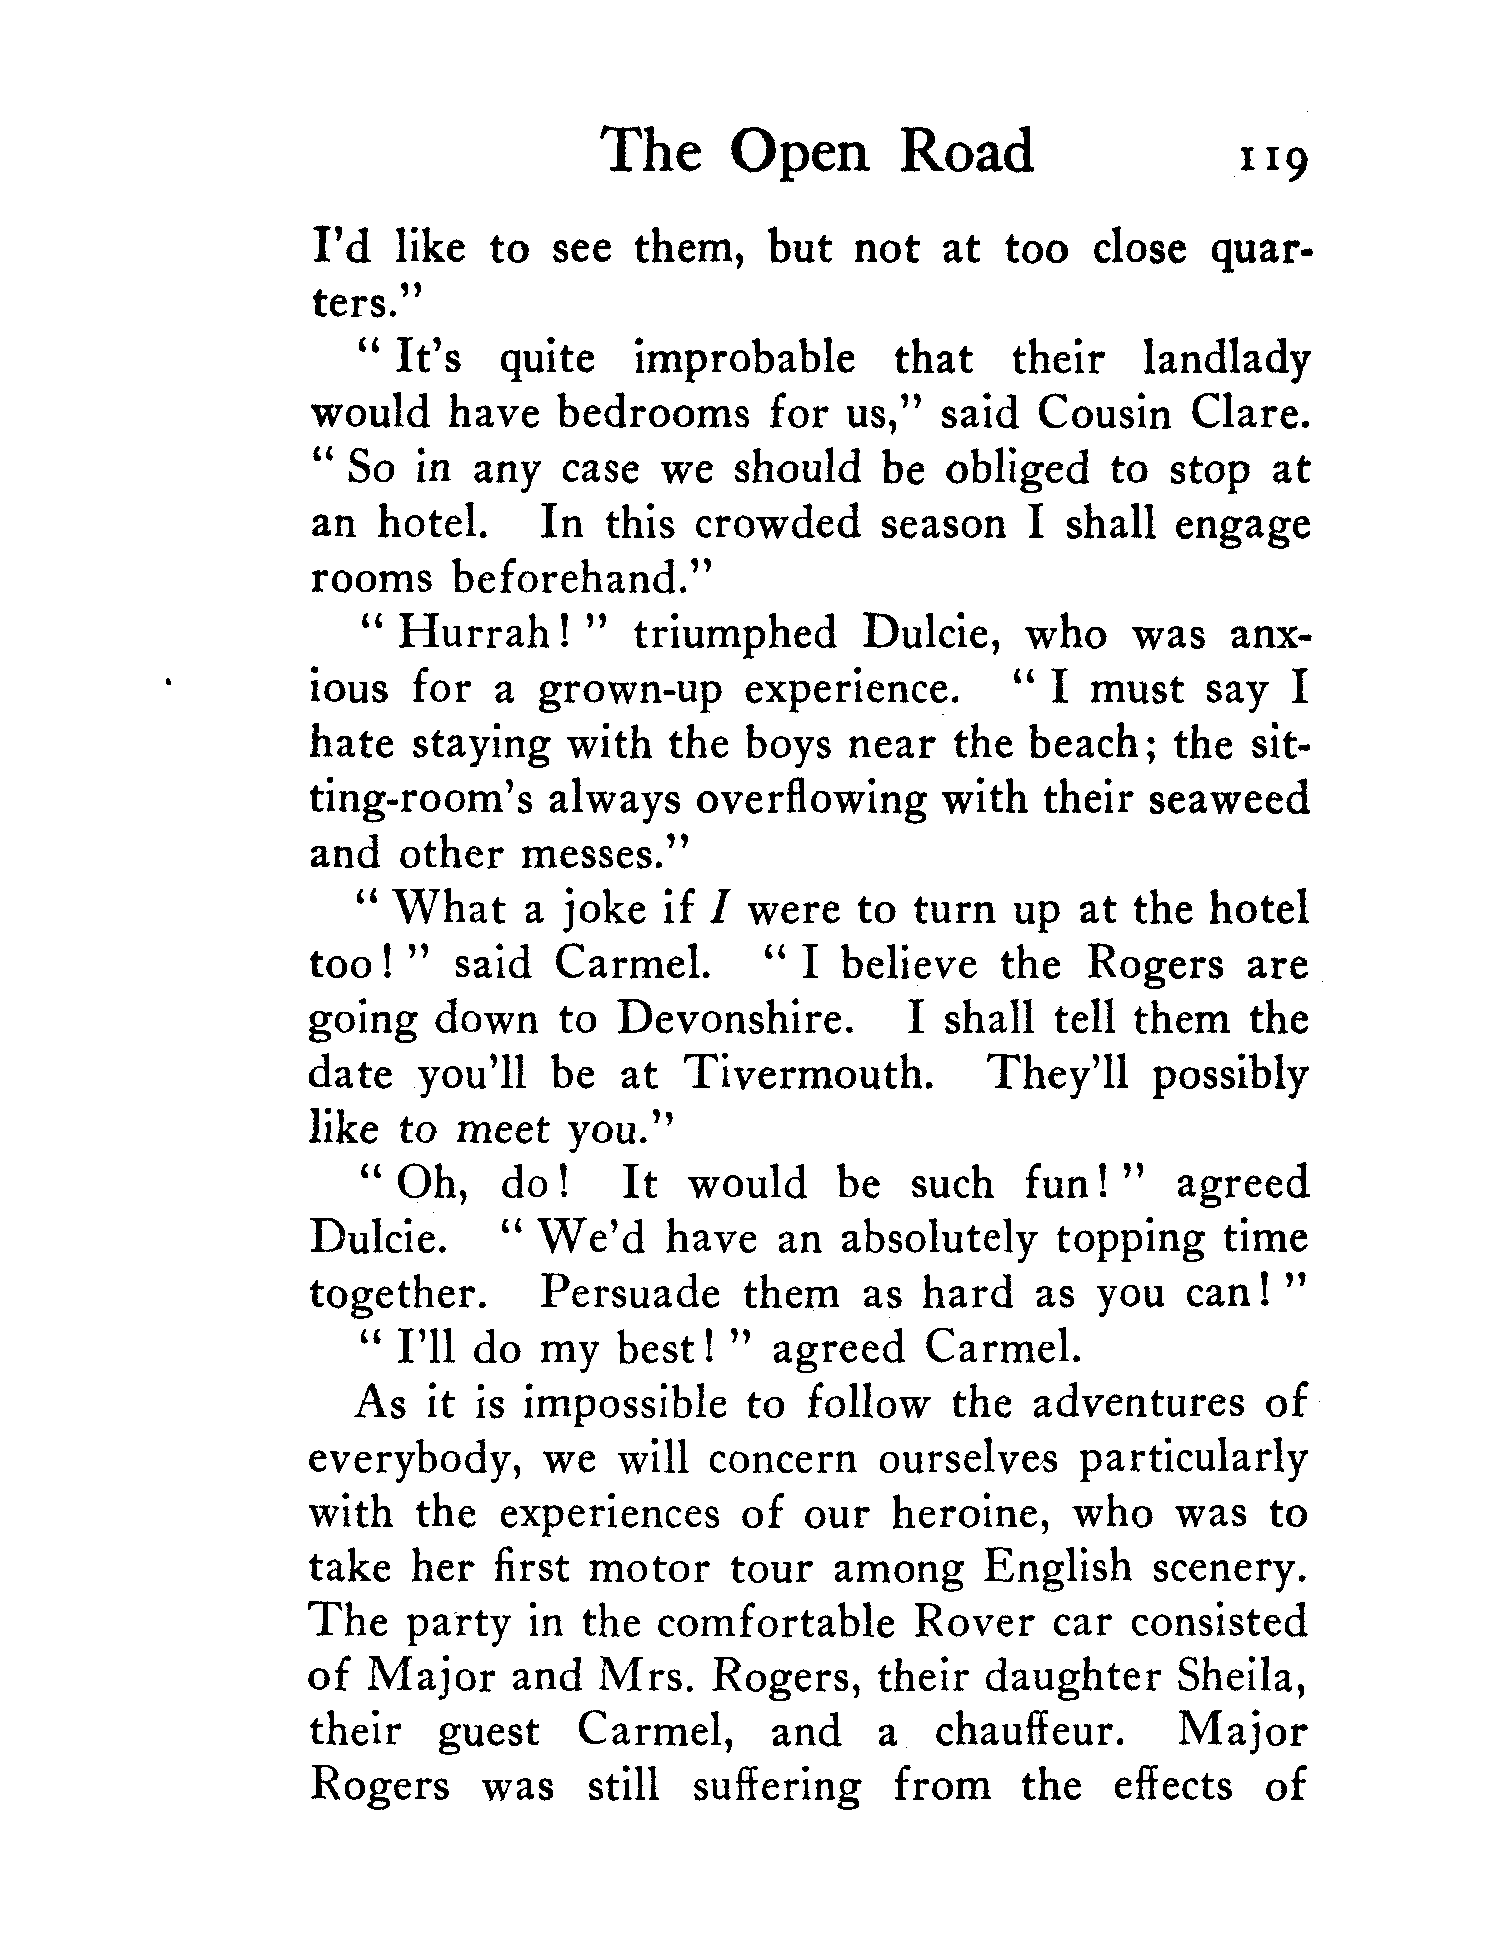 The Open Road 119
I'd like to see them, but not at too close quar-
ters."
" It's quite improbable that their landlady
would have bedrooms for us," said Cousin Clare.
" So in any case we should be obliged to stop at
an hotel. In this crowded season I shall engage
rooms beforehand."
" Hurrah! " triumphed Dulcie, who was anx-
ious for a grown-up experience. " I must say I
hate staying with the boys near the beach; the sit-
ting-room's always overflowing with their seaweed
and other messes."
" What a joke if I were to turn up at the hotel
too! " said Carmel. " I believe the Rogers are
going down to Devonshire. I shall tell them the
date you'll be at Tivermouth. They'll possibly
like to meet you."
" Oh, do! It would be such fun! " agreed
Dulcie. " We'd have an absolutely topping time
together. Persuade them as hard as you can! "
" I'll do my best! " agreed Carmel.
As it is impossible to follow the adventures of
everybody, we will concern ourselves particularly
with the experiences of our heroine, who was to
take her first motor tour among English scenery.
The party in the comfortable Rover car consisted
of Major and Mrs. Rogers, their daughter Sheila,
their guest Carmel, and a chauffeur. Major
Rogers was still suffering from the effects of